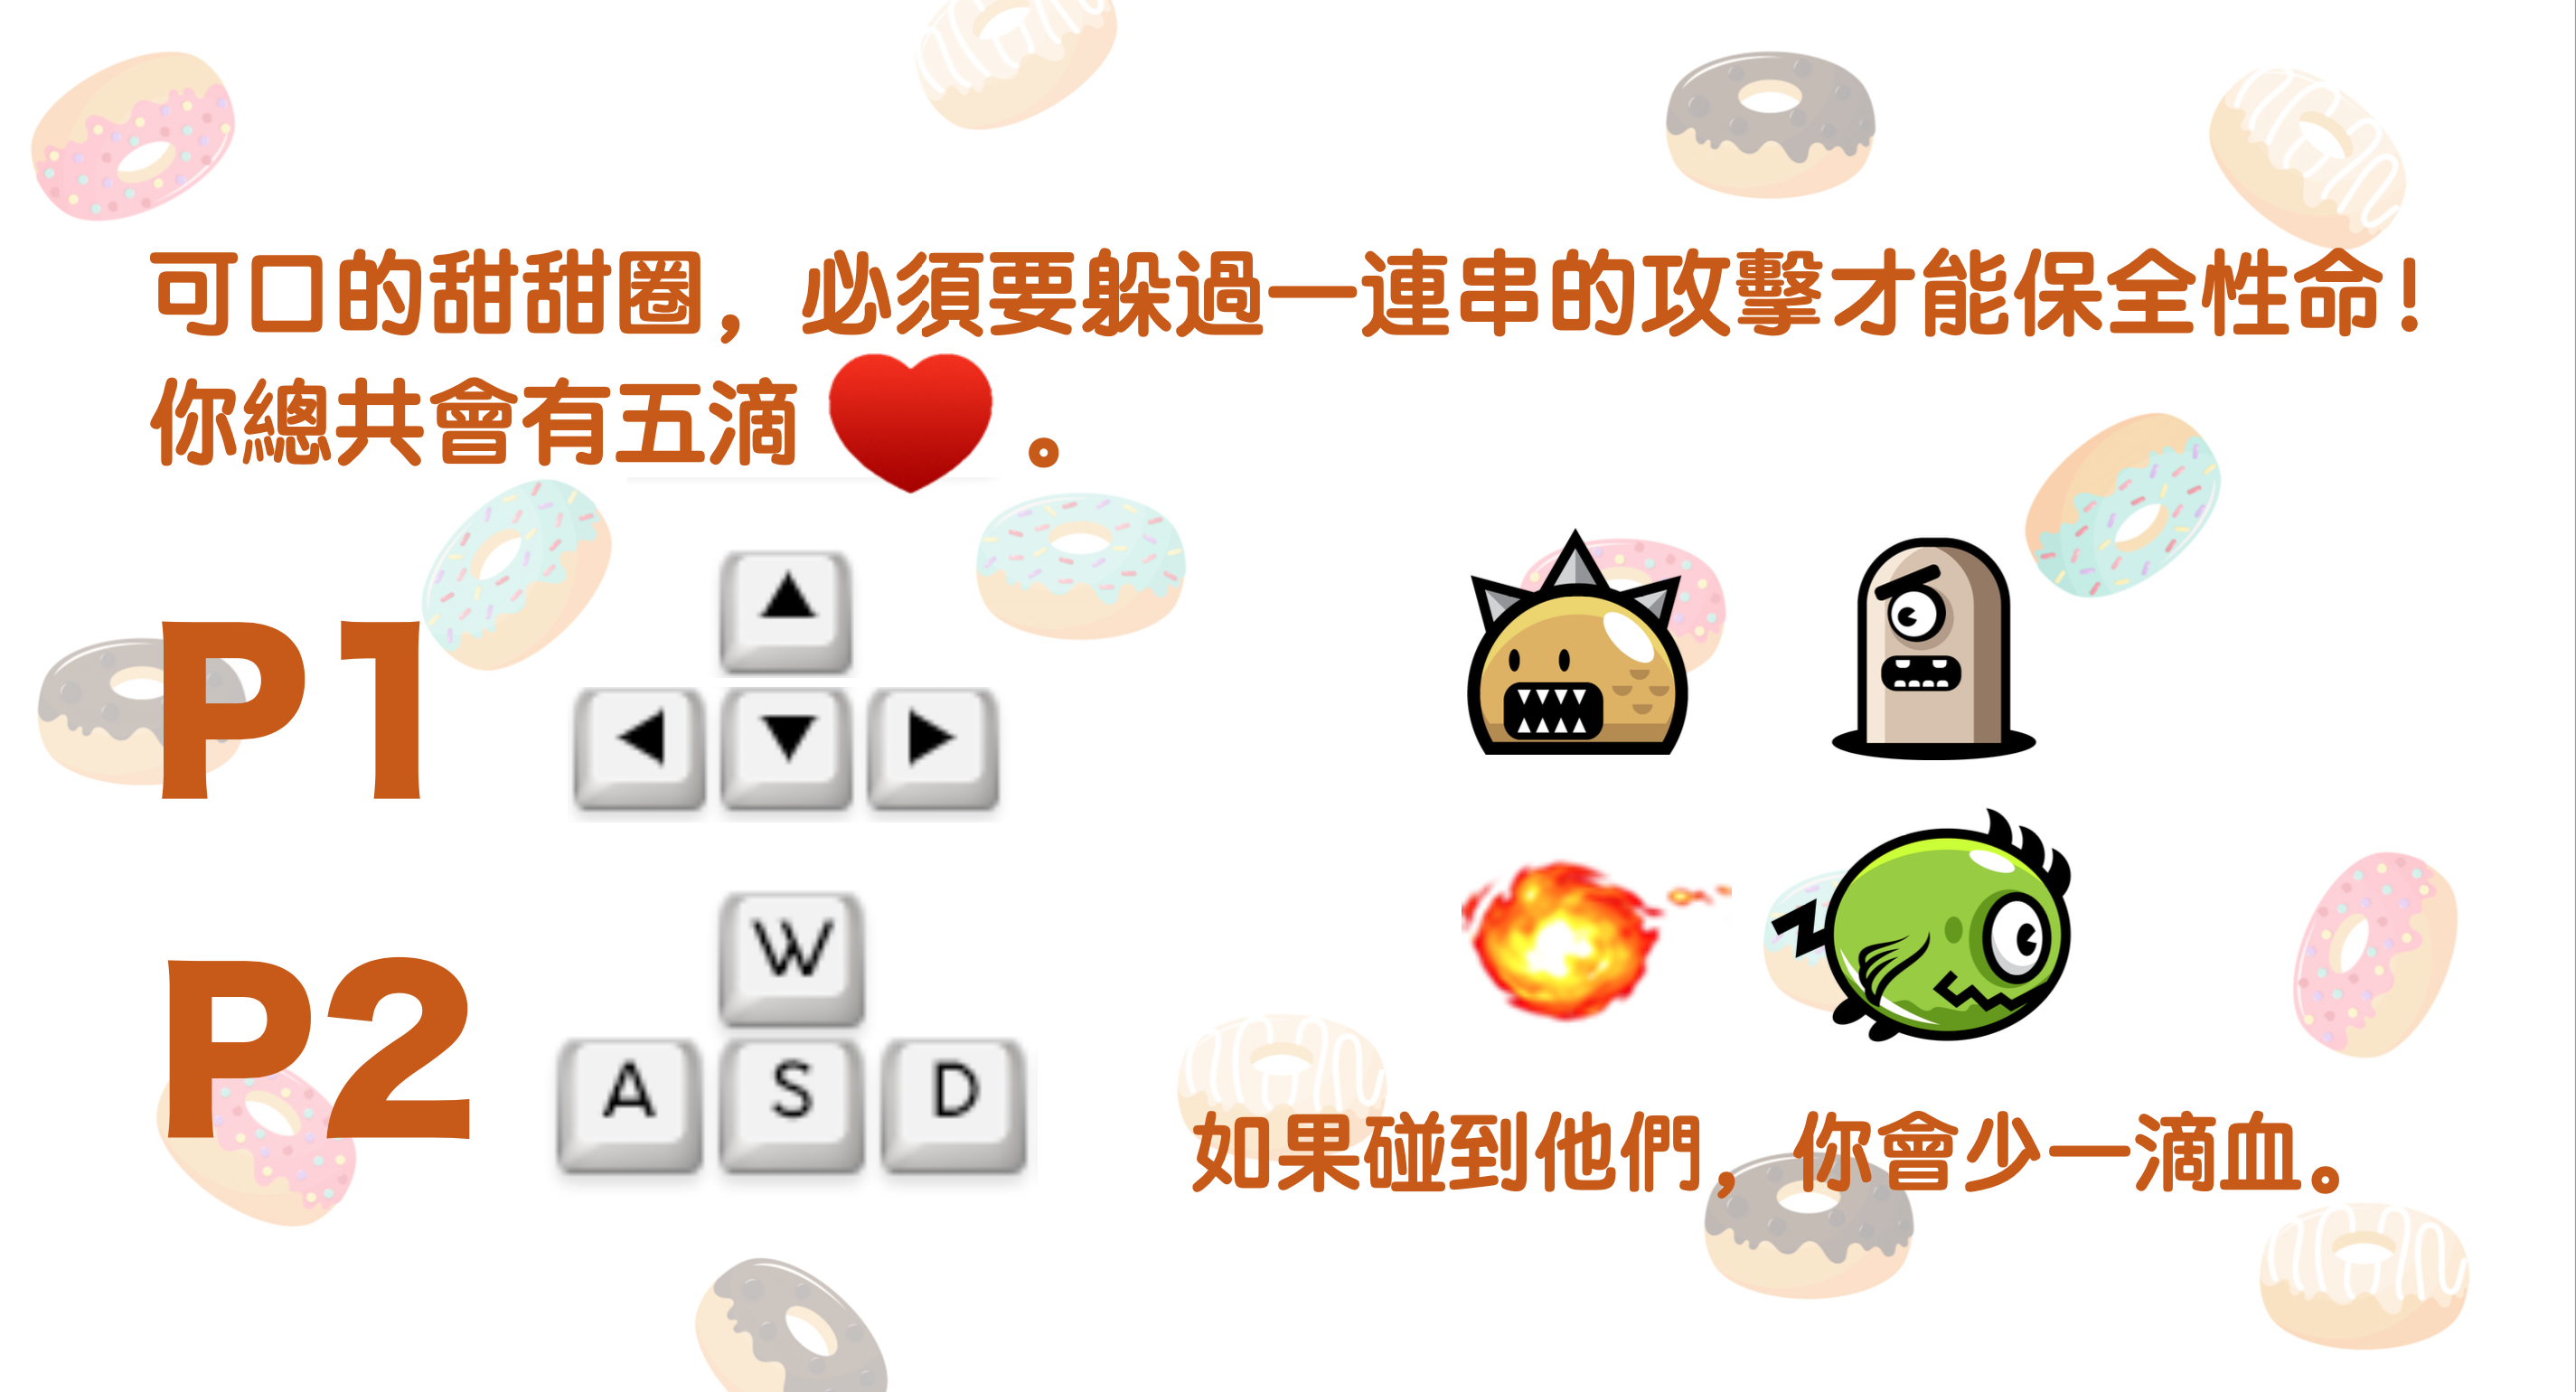 可口的甜甜圈，必須要躲過一連串的攻擊才能保全性命！
你總共會有五滴 。
P1
P2
W
A S D
如果碰到他們，你會少一滴血。